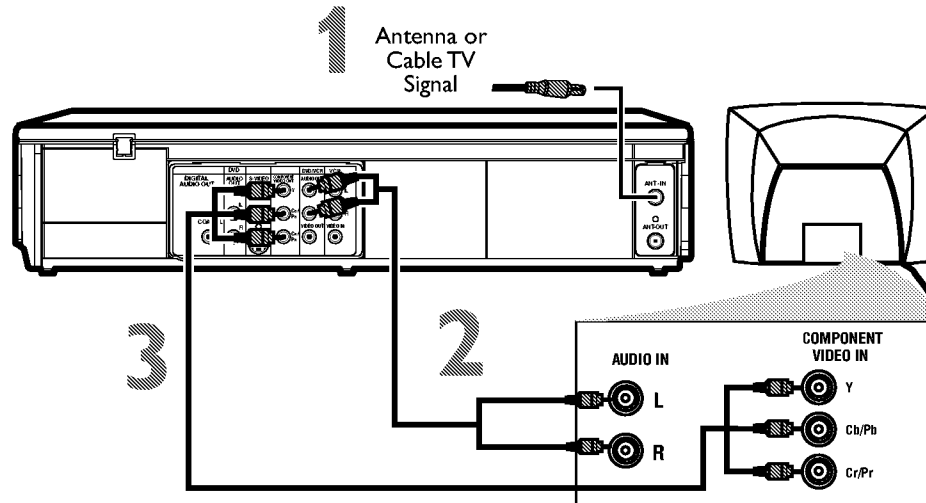 1
Antenna or
Cable TV
Signal
DIGITAL
AUDIO OUT
DVD
AUDIO
OUT
S-VIDEO
COMPONENT
VIDEO OUT
DVD/VCR
AUDIO OUT
VCR
Y
L
L
R
R
VIDEO OUT
VIDEO IN
ANT-IN
ANT-OUT
3
2
AUDIO IN
L
R
COMPONENT
VIDEO IN
Y
Cb/Pb
Cr/Pr